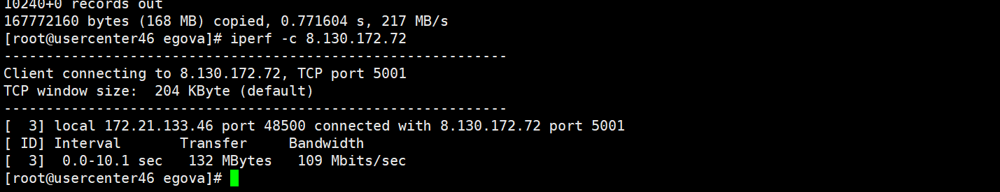 10240+0 records out
167772160 bytes (168 MB) copied, 0.771604 s, 217 MB/s
[root@usercenter46 egova]# iperf -c 8.130.172.72
------------------------------------------------------------
Client connecting to 8.130.172.72, TCP port 5001
TCP window size:  204 KByte (default)
------------------------------------------------------------
[  3] local 172.21.133.46 port 48500 connected with 8.130.172.72 port 5001
[ ID] Interval       Transfer     Bandwidth
[  3]  0.0-10.1 sec   132 MBytes   109 Mbits/sec
[root@usercenter46 egova]#